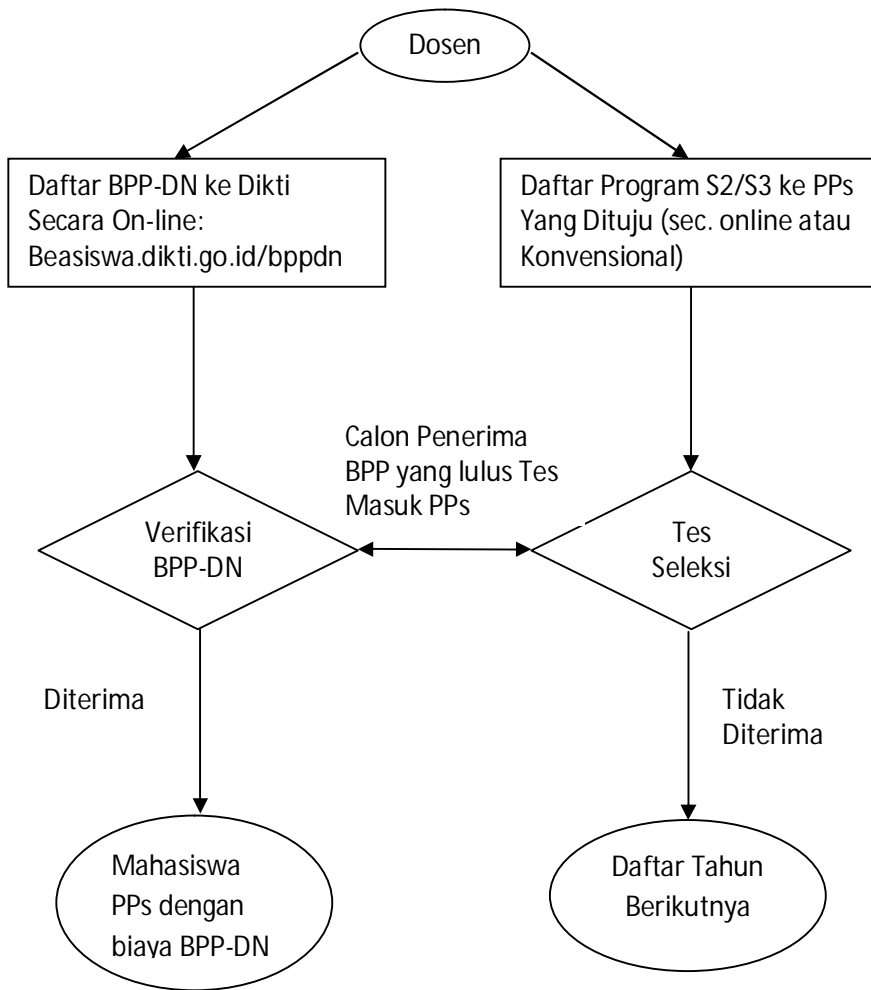 Dosen
Daftar BPP-DN ke Dikti
Secara On-line:
Beasiswa.dikti.go.id/bppdn
Daftar Program S2/S3 ke PPs
Yang Dituju (sec. online atau
Konvensional)
Calon Penerima
BPP yang lulus Tes
Masuk PPs
Verifikasi
BPP-DN
Tes
Seleksi
Diterima
Tidak
Diterima
Mahasiswa
PPs dengan
biaya BPP-DN
Daftar Tahun
Berikutnya